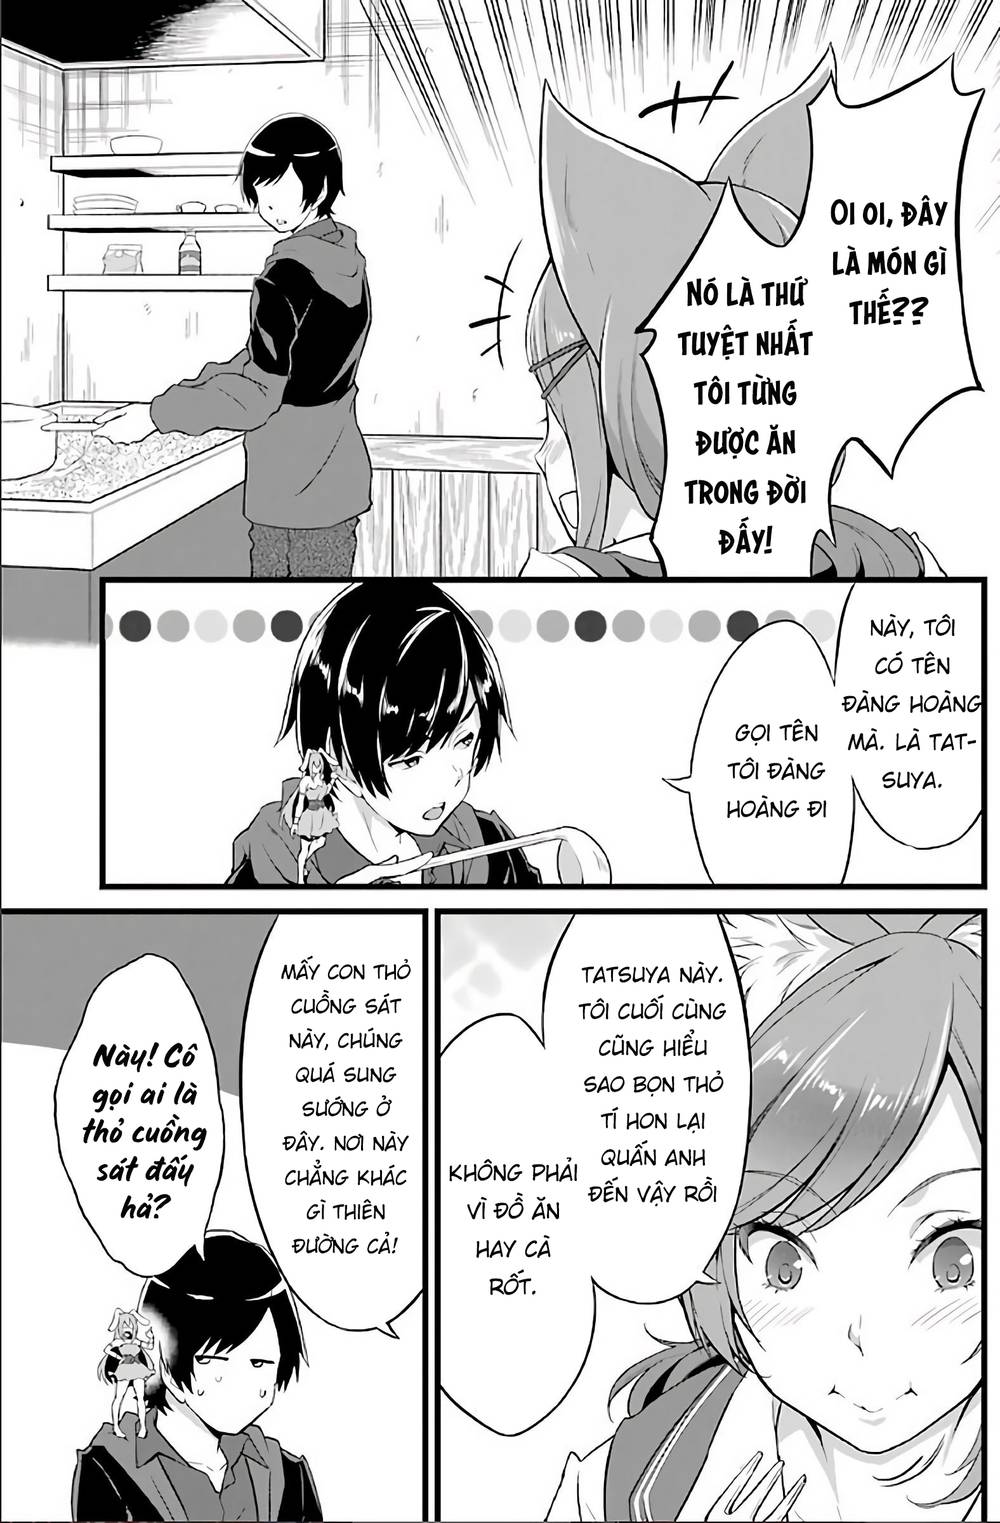 OI OI, ĐÂY
LÀ MÓN GÌ
THẾ??
NÓ LÀ THỨ
TUYỆT NHẤT
TÔI TỪNG
ĐƯỢC ĂN
TRONG ĐỜI
ĐẤY!
NÀY, TÔI
CÓ TÊN
ĐÀNG HOÀNG
MÀ. LÀ TAT-
SUYA.
GỌI TÊN
TÔI ĐÀNG
HOÀNG ĐI
TATSUYA NÀY.
TÔI CUỐI CÙNG
CŨNG HIỂU
SAO BỌN THỎ
TÍ HON LẠI
QUẤN ANH
ĐẾN VẬY RỒI
KHÔNG PHẢI
VÌ ĐỒ ĂN
HAY CÀ
RỐT.
MẤY CON THỎ
CUỒNG SÁT
NÀY, CHÚNG
QUÁ SUNG
SƯỚNG Ở
ĐÂY. NƠI NÀY
CHẲNG KHÁC
GÌ THIÊN
ĐƯỜNG CẢ!
Này! Cô
gọi ai là
thỏ cuồng
sát đấy
hả?